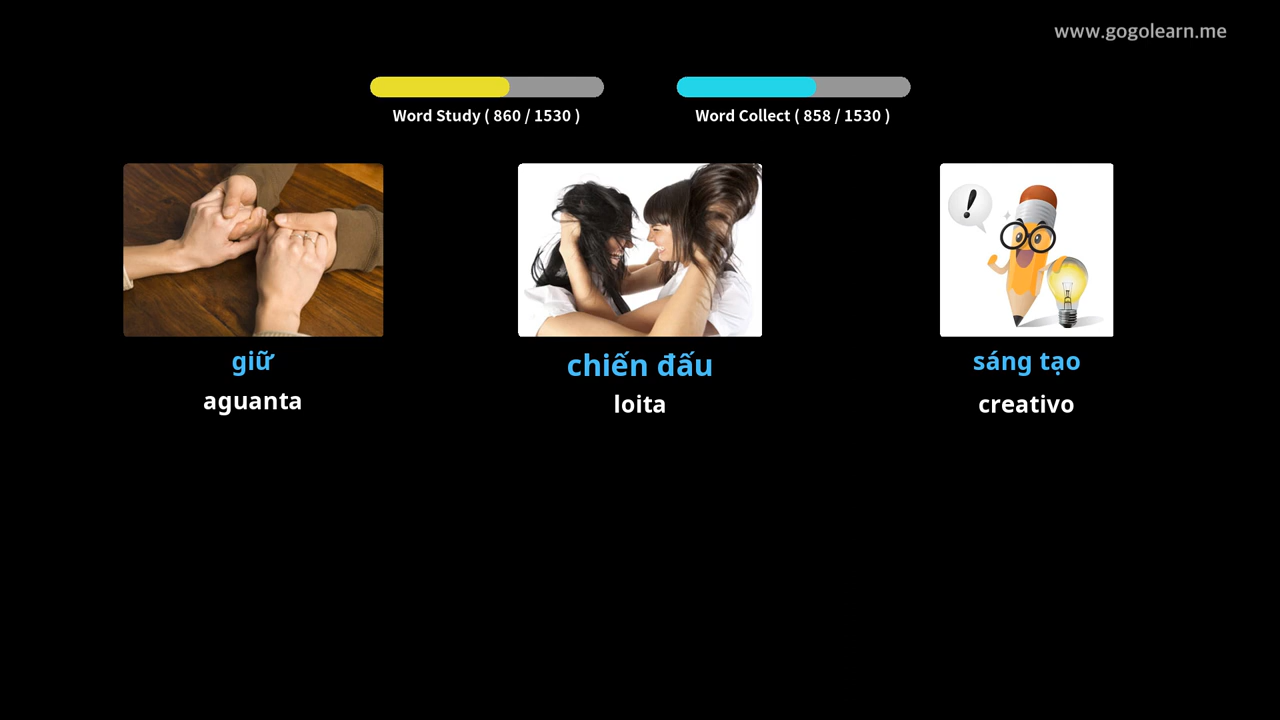 www.gogolearn.me
Word Study ( 860 / 1530 )
Word Collect ( 858 / 1530 )
giữ
aguanta
chiến đấu
loita
sáng tạo
creativo